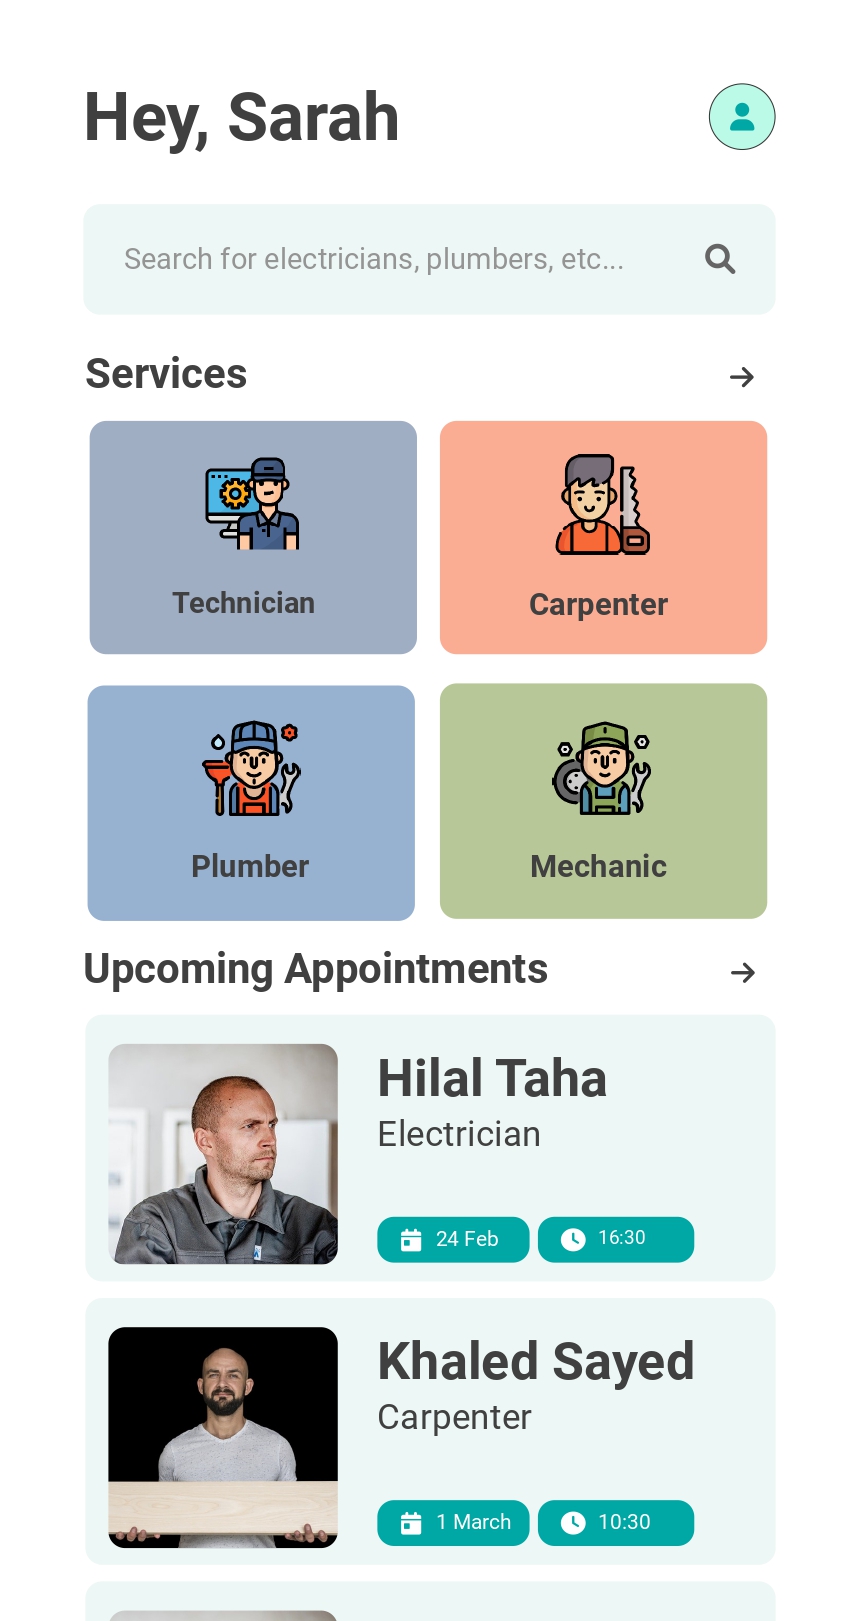 Hey, Sarah
Search for electricians, plumbers, etc...
Services
Technician
Carpenter
Plumber
Mechanic
Upcoming Appointments
Hilal Taha
Electrician
24 Feb
16:30
Khaled Sayed
Carpenter
1 March
10:30